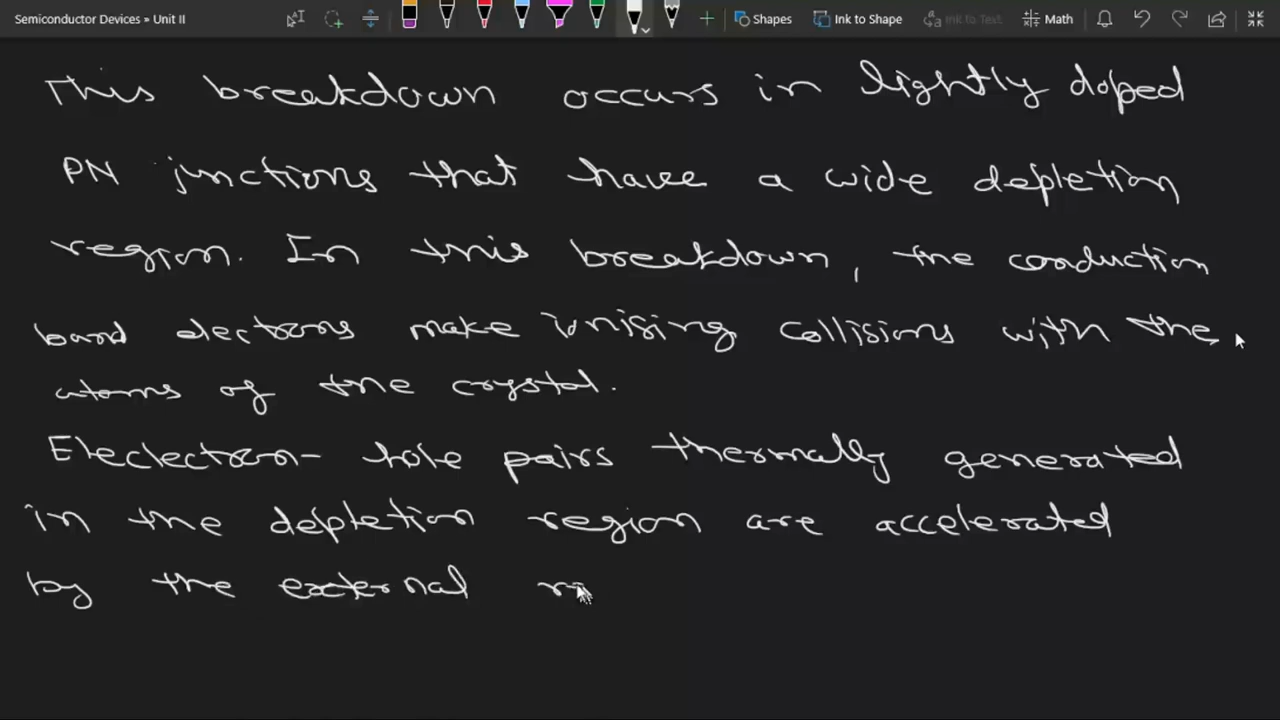 Semiconductor Devices » Unit II
Shapes
Ink to Shape
Ink to Text
Math
This breakdown occurs in lightly doped
PN junctions that have a wide depletion
region. In this breakdown, the conduction
band electrons make ionising collisions with the
atoms of the crystal.
Eleclectron- hole pairs thermally generated
in the depletion region are accelerated
by the external